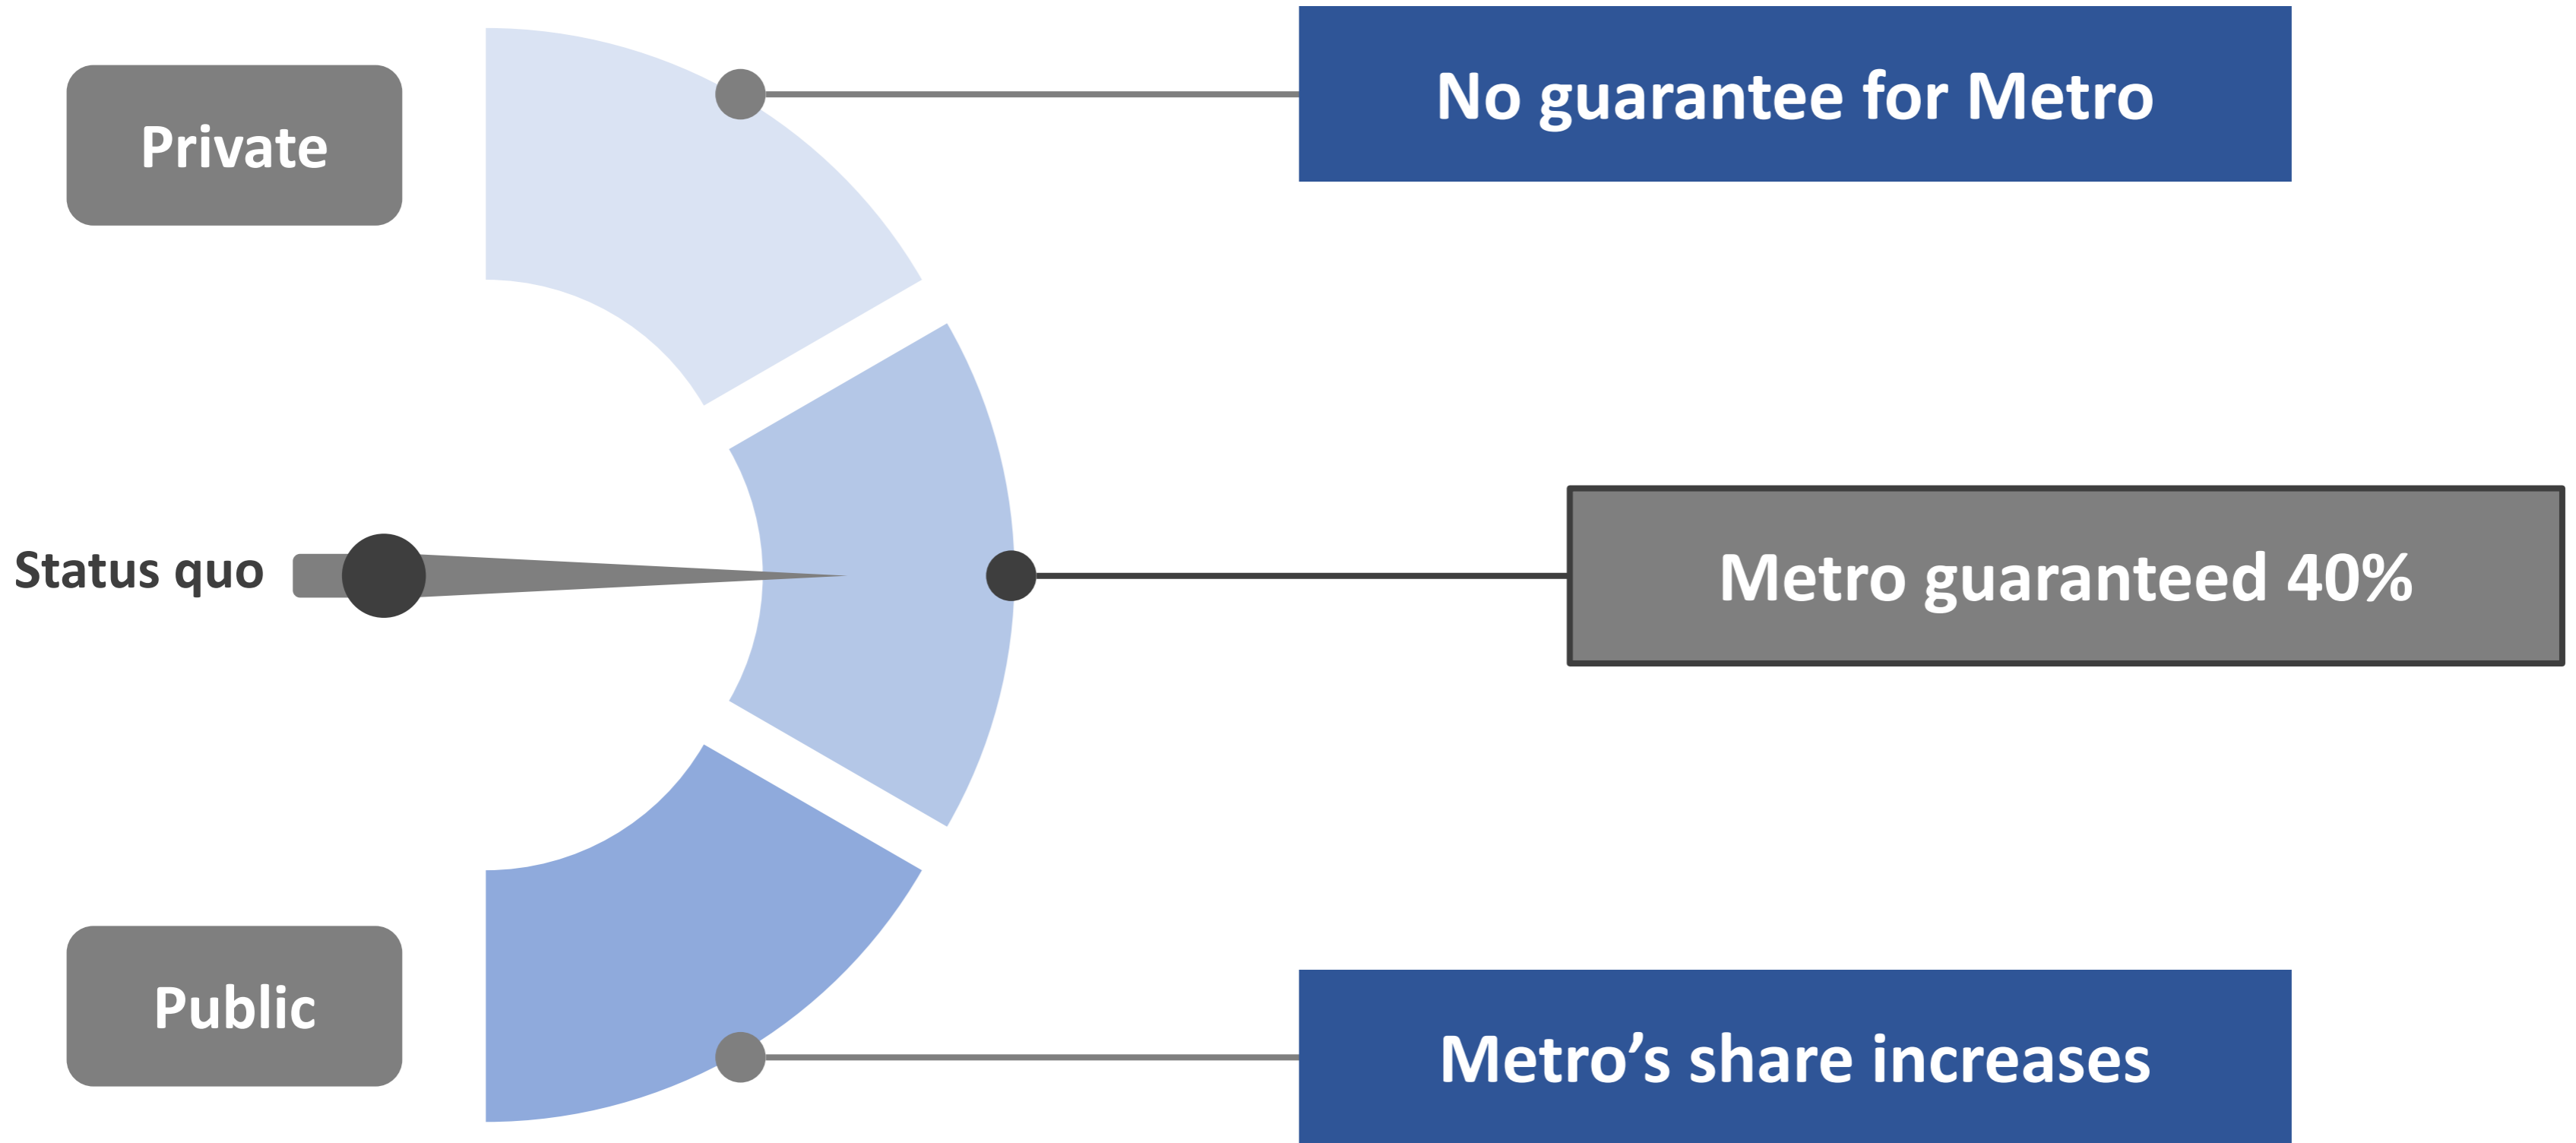 Private
No guarantee for Metro
Status quo
Metro guaranteed 40%
Public
Metro’s share increases